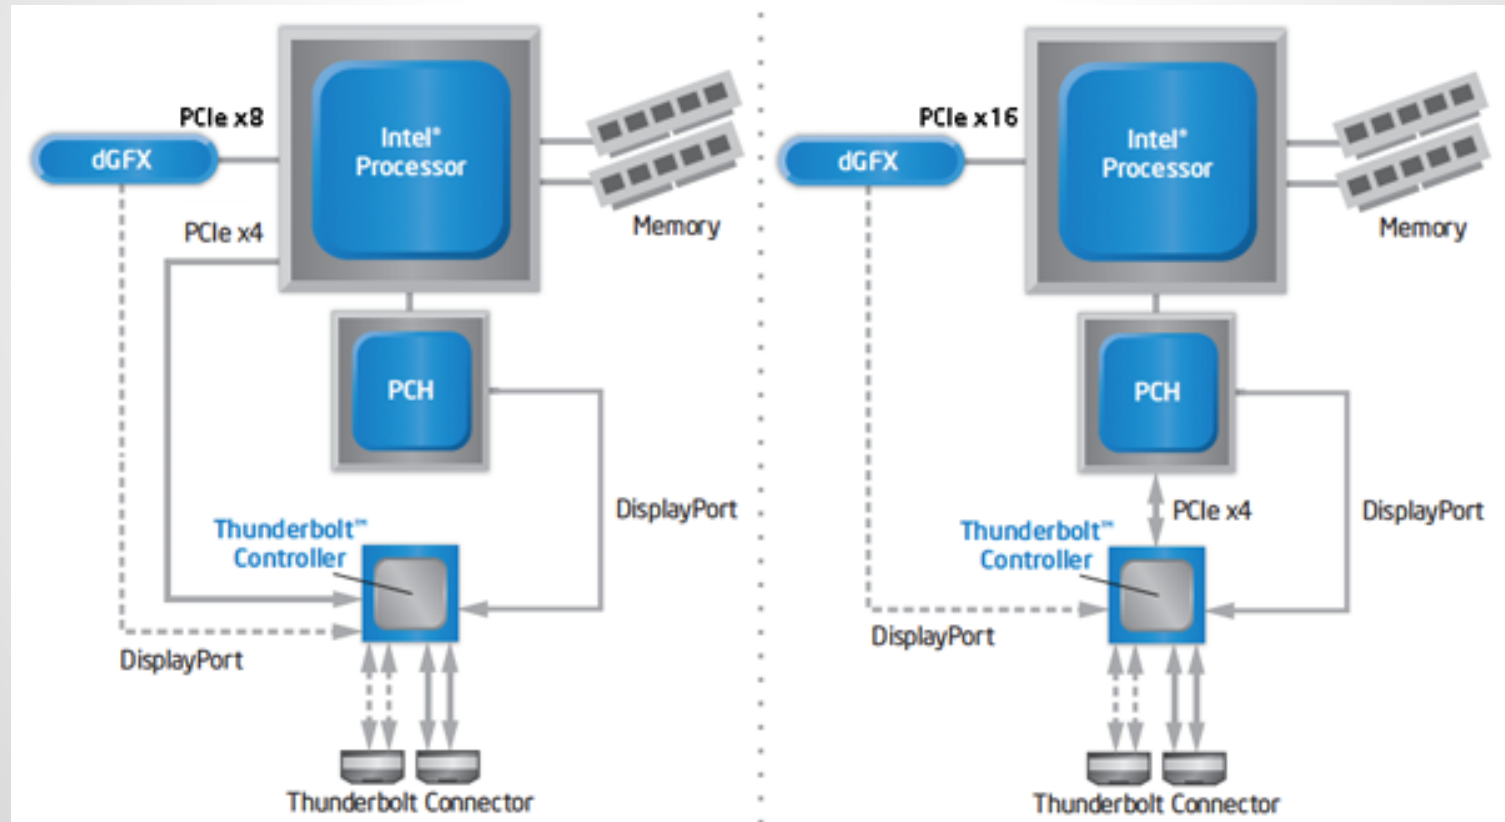 PCIe x8
dGFX
Intel®
Processor
PCIe x4
Memory
PCH
DisplayPort
Thunderbolt™
Controller
DisplayPort
Thunderbolt Connector
PCIe x16
dGFX
Intel®
Processor
Memory
PCH
PCIe x4
DisplayPort
Thunderbolt™
Controller
DisplayPort
Thunderbolt Connector